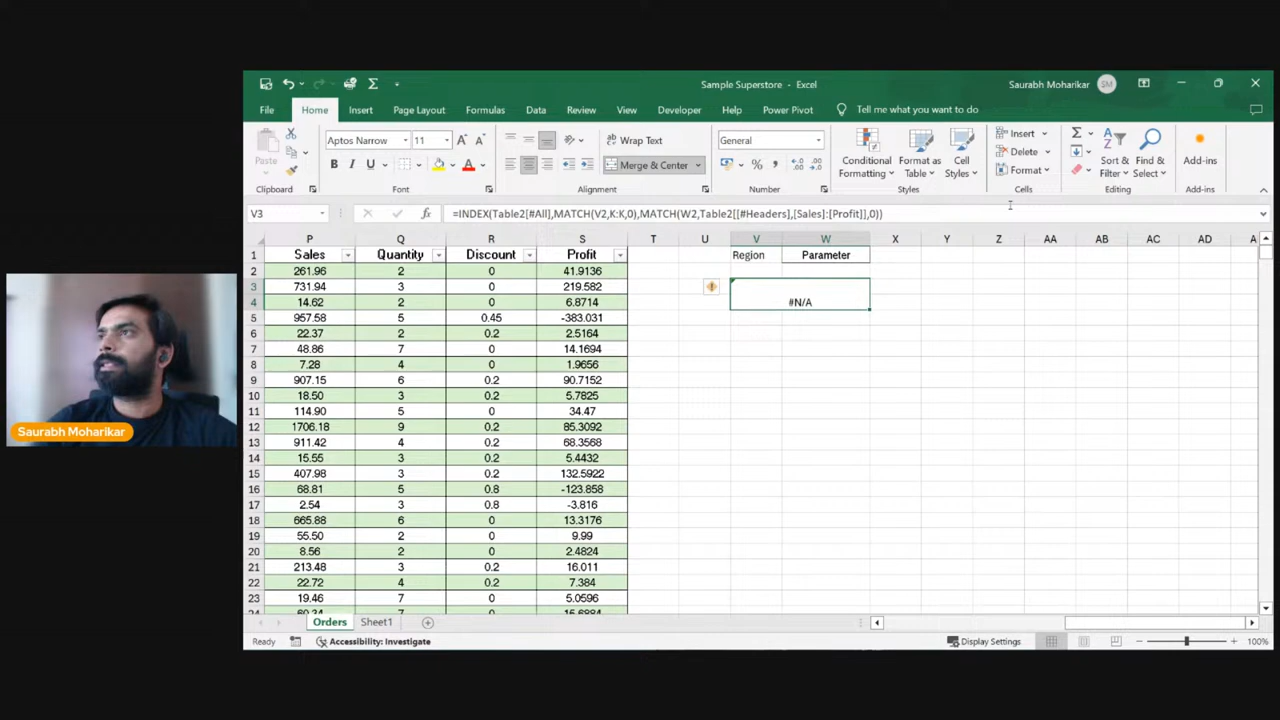 Sample Superstore - Excel
Saurabh Moharikar SM
File Home Insert Page Layout Formulas Data Review View Developer Help Power Pivot Tell me what you want to do
Paste
Aptos Narrow 11
Wrap Text
General
Merge & Center
Conditional Formatting
Format as Table
Cell Styles
Insert
Delete
Format
Sort & Filter
Find & Select
Add-ins
Clipboard Font Alignment Number Styles Cells Editing Add-ins
V3 fx =INDEX(Table2[#All],MATCH(V2,K:K,0),MATCH(W2,Table2[[#Headers],[Sales]:[Profit]],0))
P Q R S T U V W X Y Z AA AB AC AD A
1 Sales Quantity Discount Profit Region Parameter
2 261.96 2 0 41.9136
3 731.94 3 0 219.582
4 14.62 2 0 6.8714 #N/A
5 957.58 5 0.45 -383.031
6 22.37 2 0.2 2.5164
7 48.86 7 0 14.1694
8 7.28 4 0 1.9656
9 907.15 6 0.2 90.7152
10 18.50 3 0.2 5.7825
11 114.90 5 0 34.47
12 1706.18 9 0.2 85.3092
13 911.42 4 0.2 68.3568
14 15.55 3 0.2 5.4432
15 407.98 3 0.2 132.5922
16 68.81 5 0.8 -123.858
17 2.54 3 0.8 -3.816
18 665.88 6 0 13.3176
19 55.50 2 0 9.99
20 8.56 2 0 2.4824
21 213.48 3 0.2 16.011
22 22.72 4 0.2 7.384
23 19.46 7 0 5.0596
24 60.34 7 0 15.6884
Orders Sheet1
Ready Accessibility: Investigate Display Settings 100%
Saurabh Moharikar